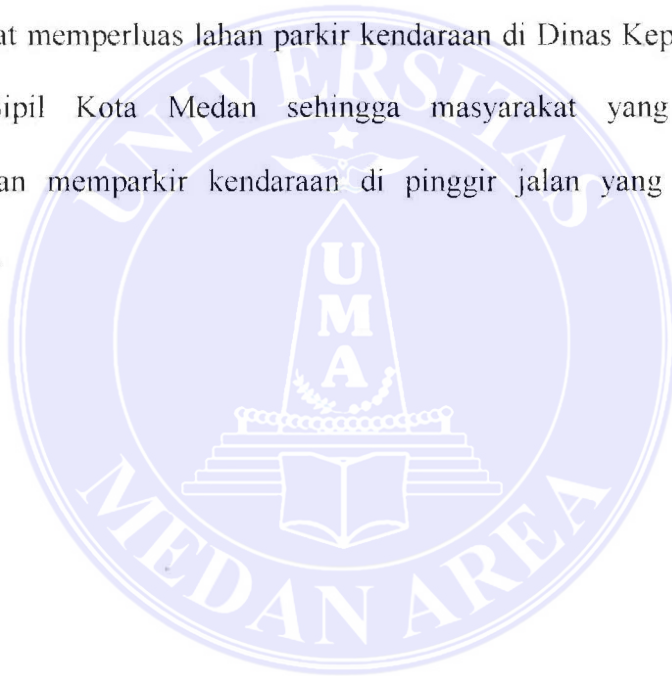 at memperluas lahan parkir kendaraan di Dinas Kep
Sipil Kota Medan sehingga masyarakat yang
an memparkir kendaraan di pinggir jalan yang
UNIVERSITAS
UMA
MEDAN AREA